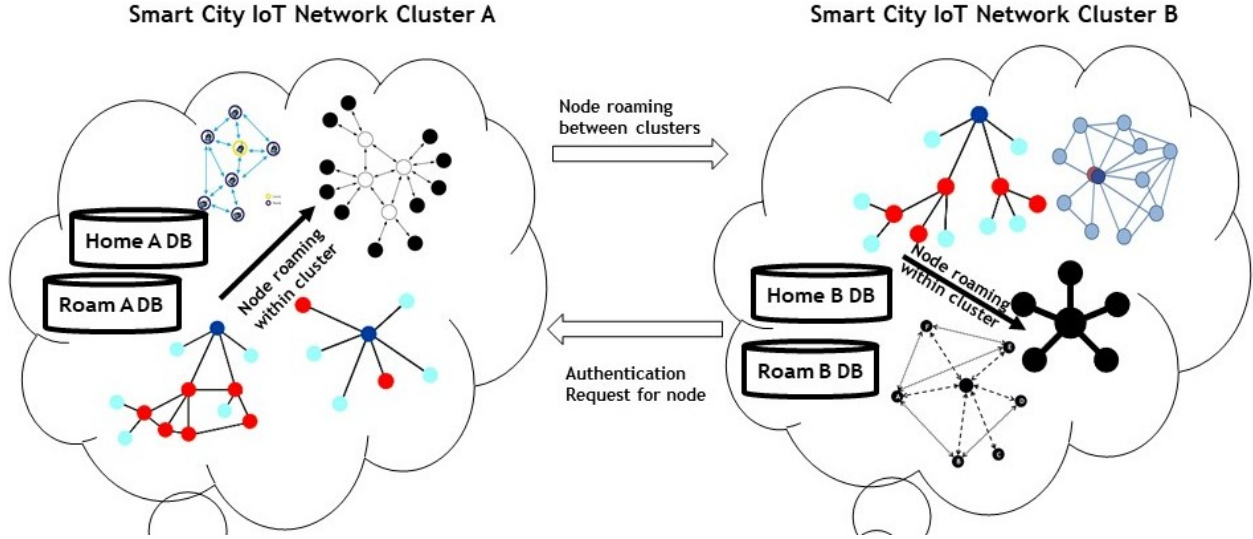 Smart City IoT Network Cluster A
Smart City IoT Network Cluster B
Node roaming
between clusters
Home A DB
Roam A DB
Node roaming
within cluster
Node roaming
within cluster
Home B DB
Roam B DB
Authentication
Request for node
F
E
A
D
B
C